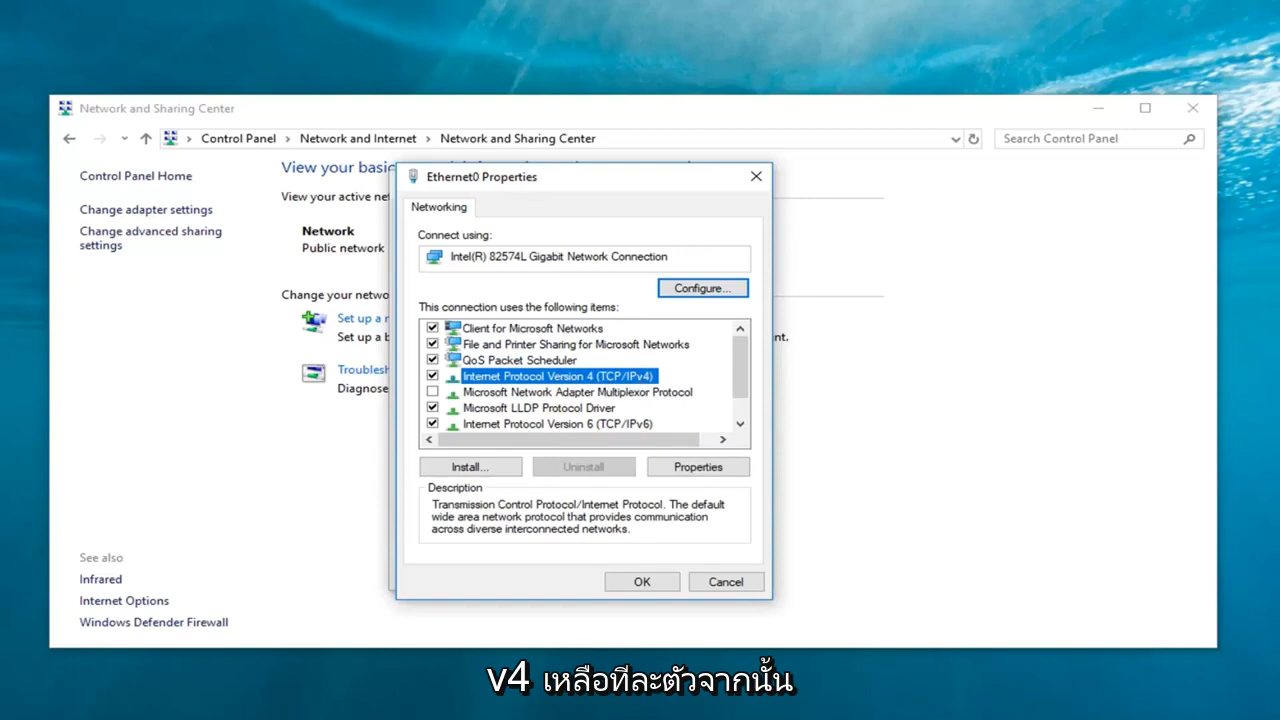 Network and Sharing Center
Control Panel > Network and Internet > Network and Sharing Center
Search Control Panel
Control Panel Home
Change adapter settings
Change advanced sharing
settings
View your basi
View your active net
Network
Public network
Change your netwo
Set up a
Set up a b
nt.
Troublesh
Diagnose
See also
Infrared
Internet Options
Windows Defender Firewall
Ethernet0 Properties
Networking
Connect using:
Intel(R) 82574L Gigabit Network Connection
Configure...
This connection uses the following items:
Client for Microsoft Networks
File and Printer Sharing for Microsoft Networks
QoS Packet Scheduler
Internet Protocol Version 4 (TCP/IPv4)
Microsoft Network Adapter Multiplexor Protocol
Microsoft LLDP Protocol Driver
Internet Protocol Version 6 (TCP/IPv6)
Install...
Uninstall
Properties
Description
Transmission Control Protocol/Internet Protocol. The default
wide area network protocol that provides communication
across diverse interconnected networks.
OK
Cancel
v4 เหลือทีละตัวจากนั้น